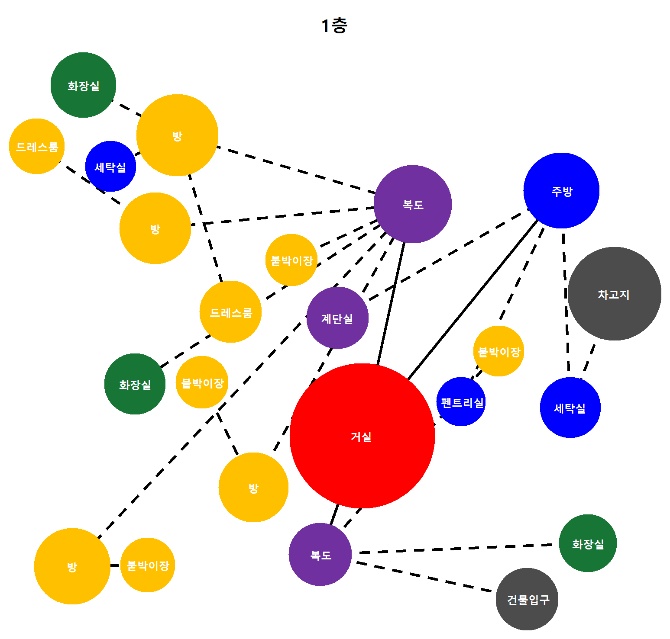 1층
화장실
방
드레스룸
세탁실
주방
복도
방
붙박이장
차고지
드레스룸
계단실
붙박이장
화장실
붙박이장
펜트리실
세탁실
거실
방
화장실
복도
방
붙박이장
건물입구